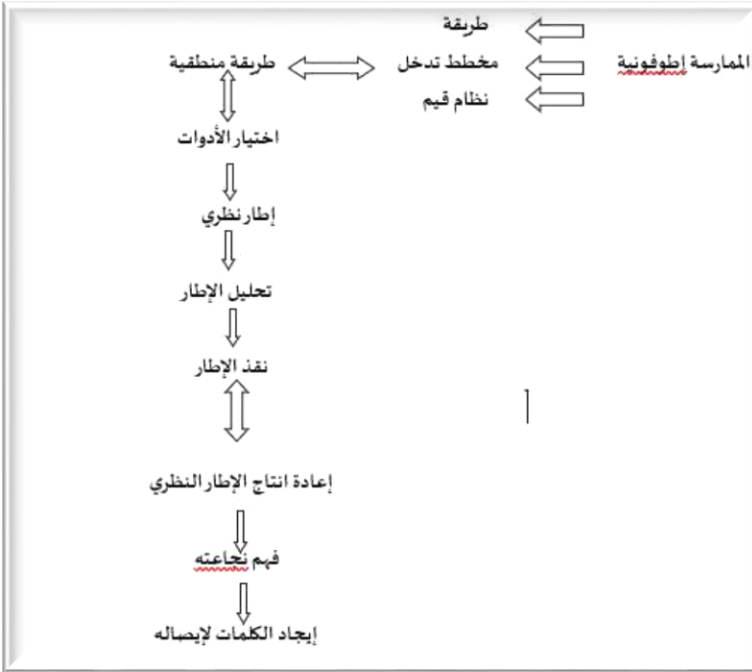 طريقة
الممارسة إطوفونية مخطط تدخل طريقة منطقية
نظام قيم
اختيار الأدوات
إطار نظري
تحليل الإطار
نقذ الإطار
إعادة انتاج الإطار النظري
فهم نجاعته
إيجاد الكلمات لإيصاله